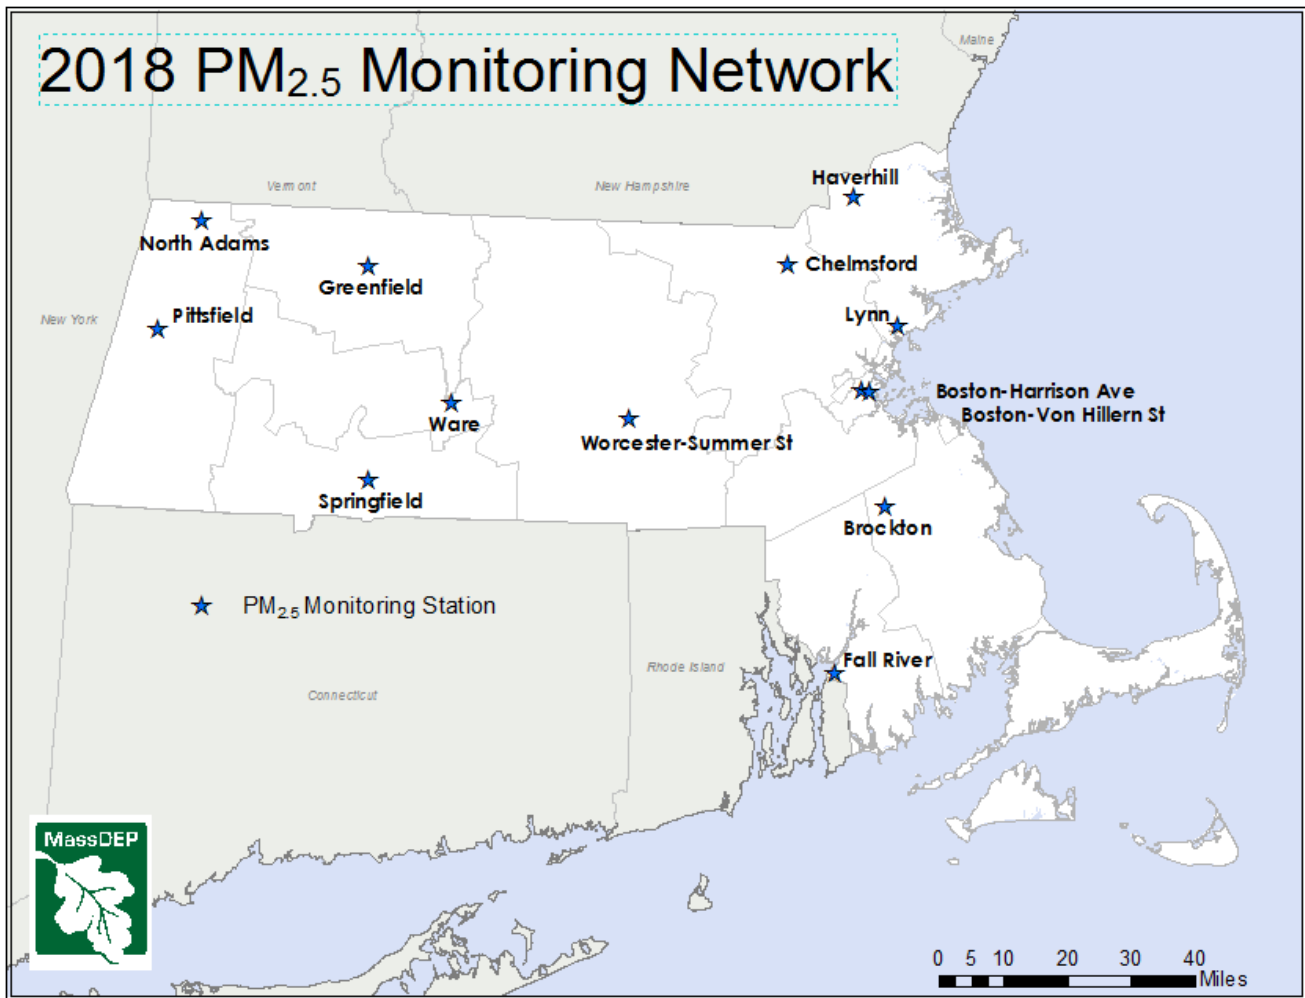 2018 PM2.5 Monitoring Network
Maine
Vermont
New Hampshire
Haverhill
North Adams
Greenfield
Chelmsford
New York
Pittsfield
Lynn
Boston-Harrison Ave
Boston-Von Hillern St
Ware
Worcester-Summer St
Springfield
Brockton
PM2.5 Monitoring Station
Fall River
Rhode Island
Connecticut
MassDEP
0 5 10 20 30 40
Miles